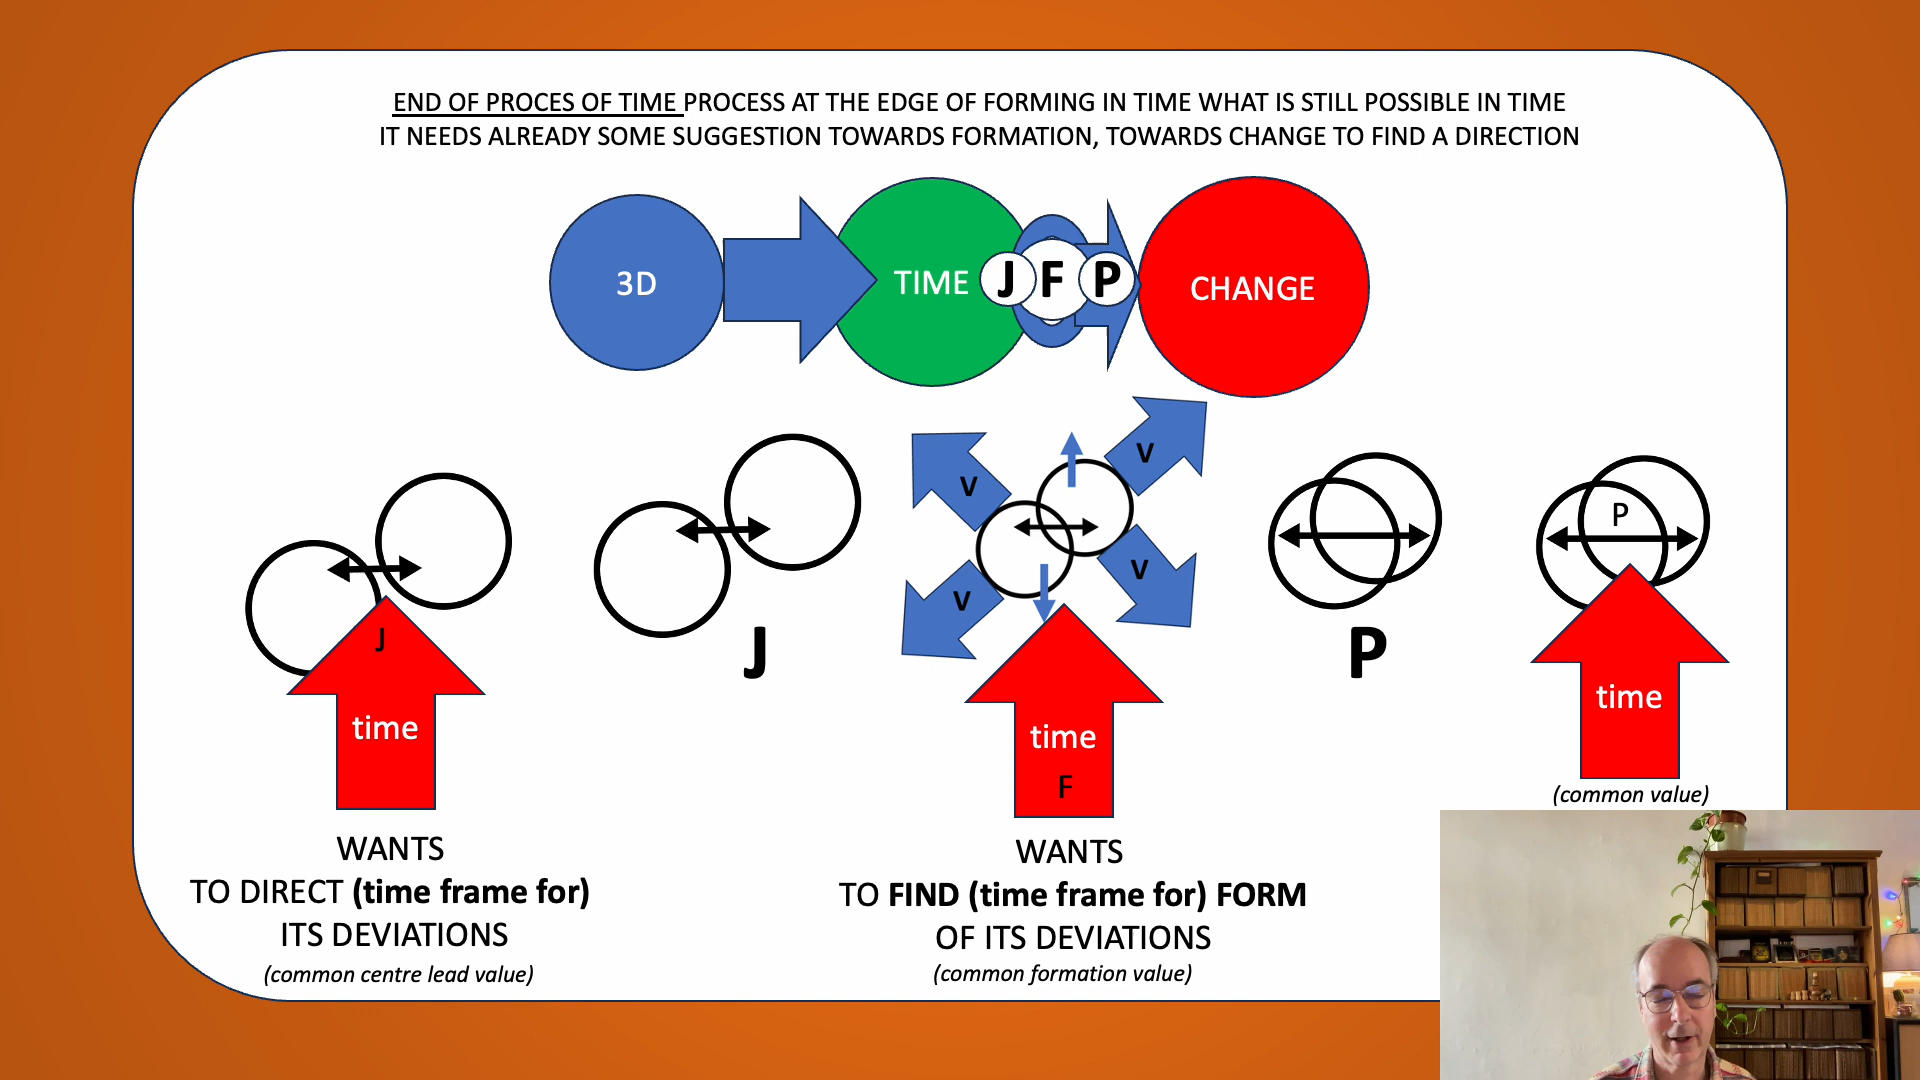 END OF PROCES OF TIME PROCESS AT THE EDGE OF FORMING IN TIME WHAT IS STILL POSSIBLE IN TIME
IT NEEDS ALREADY SOME SUGGESTION TOWARDS FORMATION, TOWARDS CHANGE TO FIND A DIRECTION
3D
TIME
J
F
P
CHANGE
V
V
V
V
J
time
J
time
F
P
P
time
(common value)
WANTS
TO DIRECT (time frame for)
ITS DEVIATIONS
(common centre lead value)
WANTS
TO FIND (time frame for) FORM
OF ITS DEVIATIONS
(common formation value)